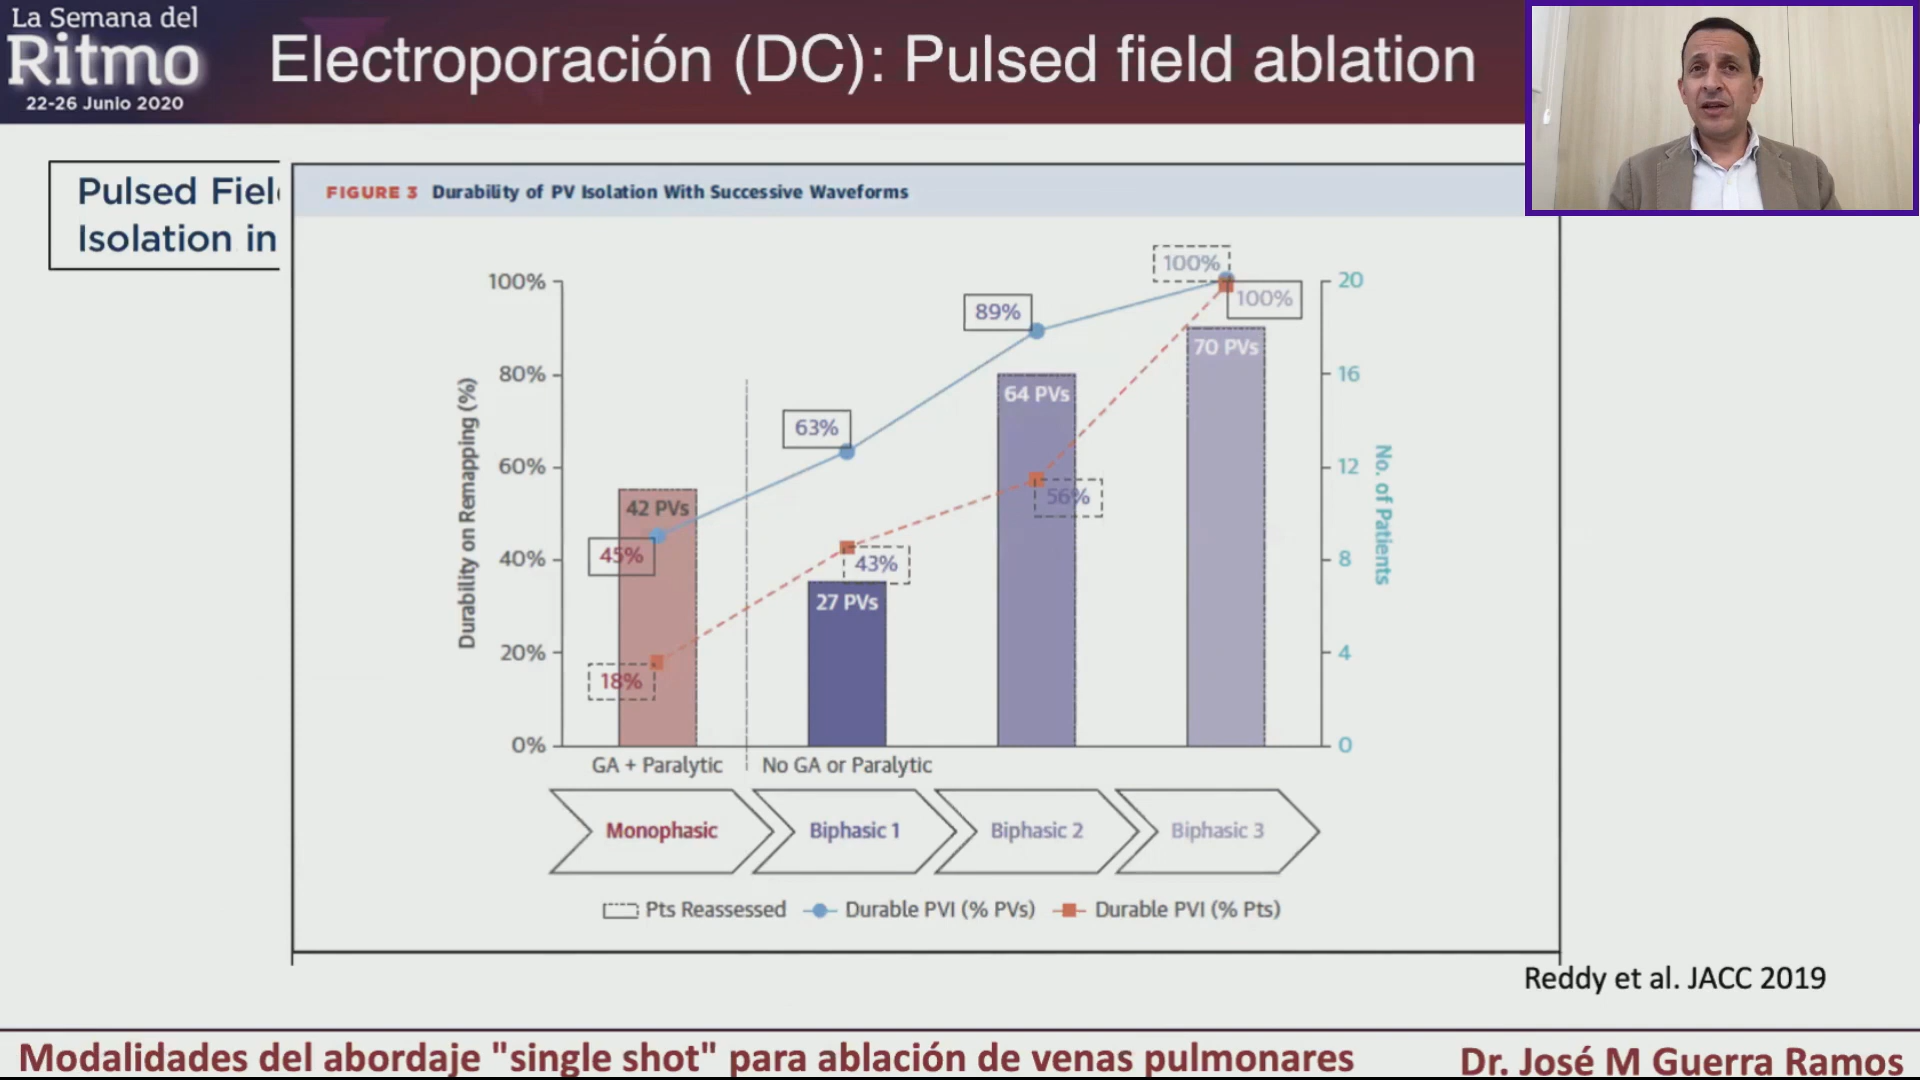 La Semana del
Ritmo
22-26 Junio 2020
Electroporación (DC): Pulsed field ablation
Pulsed
Isolation in
FIGURE 3 Durability of PV Isolation With Successive Waveforms
Durability on Remapping (%)
100%
80%
60%
40%
20%
0%
42 PVs
45%
18%
63%
43%
27 PVs
89%
64 PVs
56%
100%
100%
70 PVs
20
16
12
8
4
0
No. of Patients
GA + Paralytic
No GA or Paralytic
Monophasic
Biphasic 1
Biphasic 2
Biphasic 3
Pts Reassessed
Durable PVI (% PVs)
Durable PVI (% Pts)
Reddy et al. JACC 2019
Modalidades del abordaje "single shot" para ablación de venas pulmonares
Dr. José M Guerra Ramos